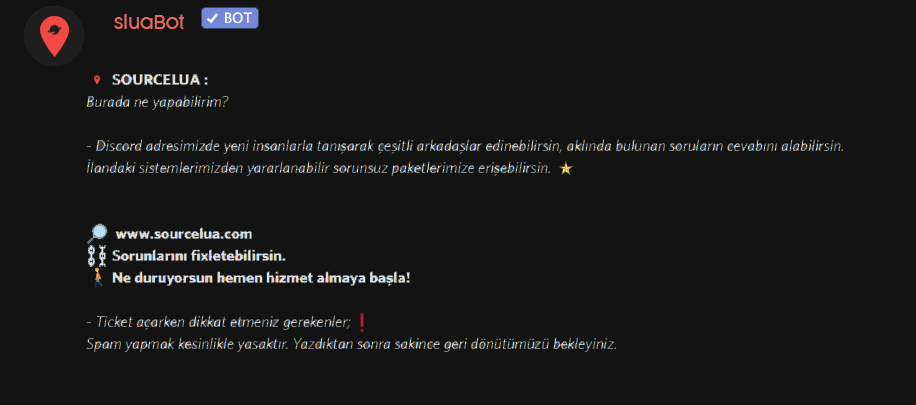 sluaBot ✓ BOT
SOURCELUA :
Burada ne yapabilirim?
- Discord adresimizde yeni insanlarla tanışarak çeşitli arkadaşlar edinebilirsin, aklında bulunan soruların cevabını alabilirsin.
İlandaki sistemlerimizden yararlanabilir sorunsuz paketlerimize erişebilirsin.
www.sourcelua.com
Sorunlarını fixletebilirsin.
Ne duruyorsun hemen hizmet almaya başla!
- Ticket açarken dikkat etmeniz gerekenler;
Spam yapmak kesinlikle yasaktır. Yazdıktan sonra sakince geri dönütümüzü bekleyiniz.